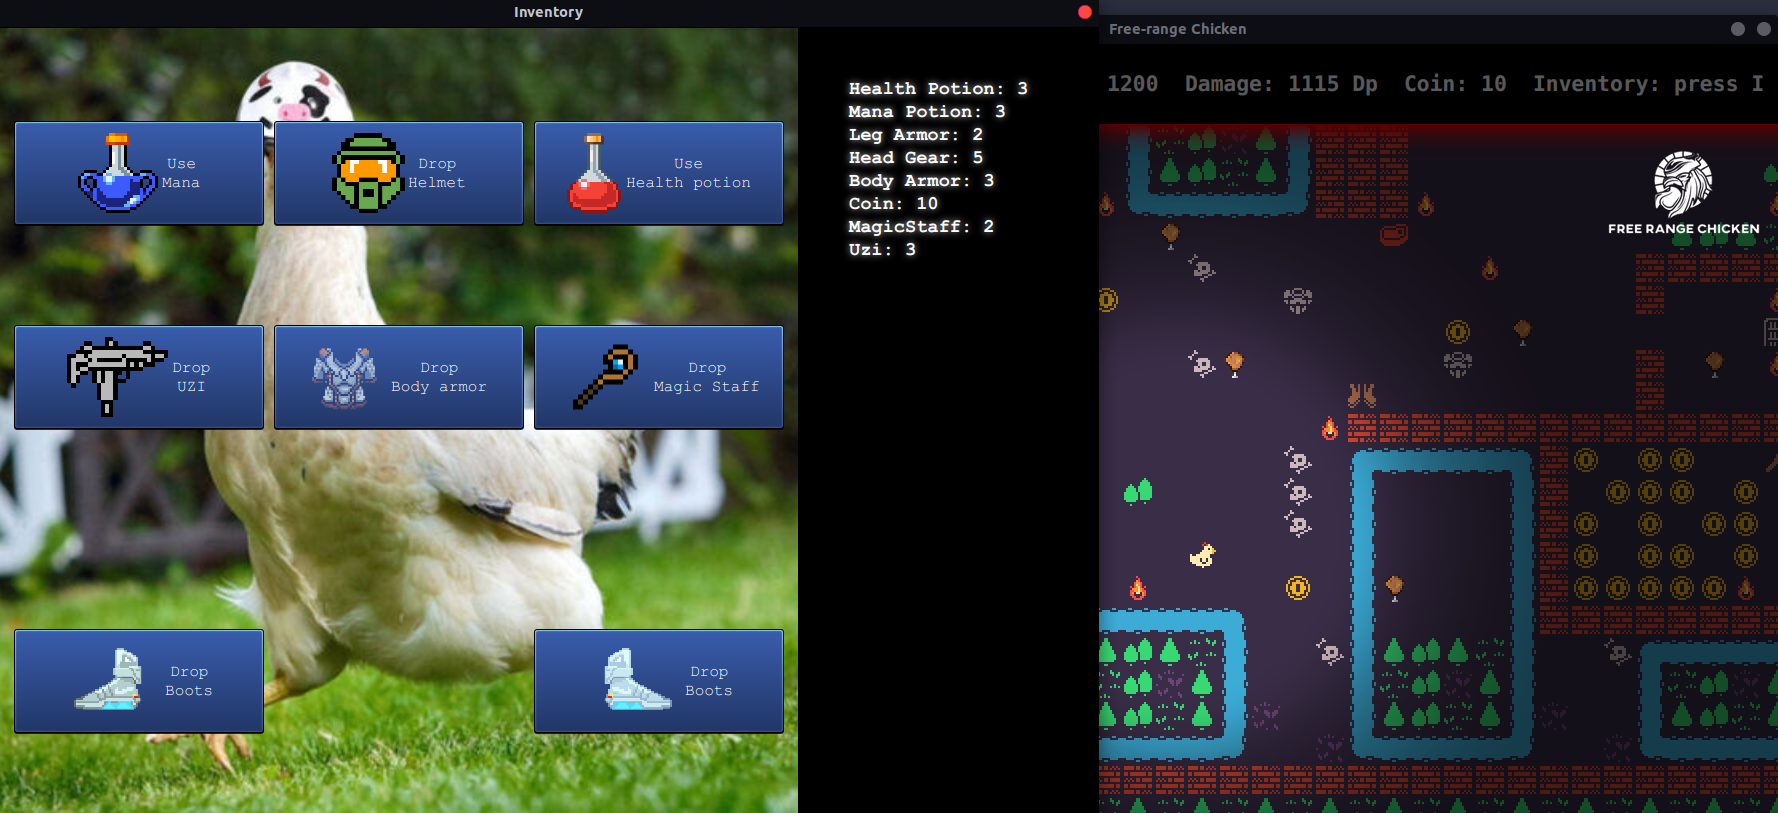 Inventory
Use
Mana
Drop
Helmet
Use
Health potion
Drop
UZI
Drop
Body armor
Drop
Magic Staff
Drop
Boots
Drop
Boots
Health Potion: 3
Mana Potion: 3
Leg Armor: 2
Head Gear: 5
Body Armor: 3
Coin: 10
MagicStaff: 2
Uzi: 3
Free-range Chicken
1200 Damage: 1115 Dp Coin: 10 Inventory: press I
FREE RANGE CHICKEN